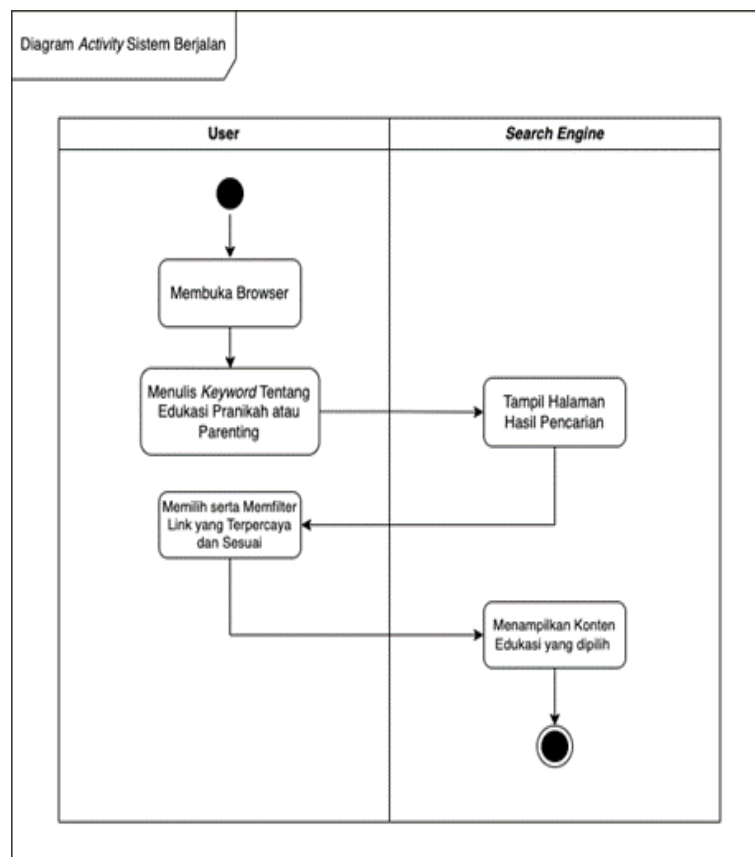 Diagram Activity Sistem Berjalan
User
Search Engine
Membuka Browser
Menulis Keyword Tentang
Edukasi Pranikah atau
Parenting
Tampil Halaman
Hasil Pencarian
Memilih serta Memfilter
Link yang Terpercaya
dan Sesuai
Menampilkan Konten
Edukasi yang dipilih